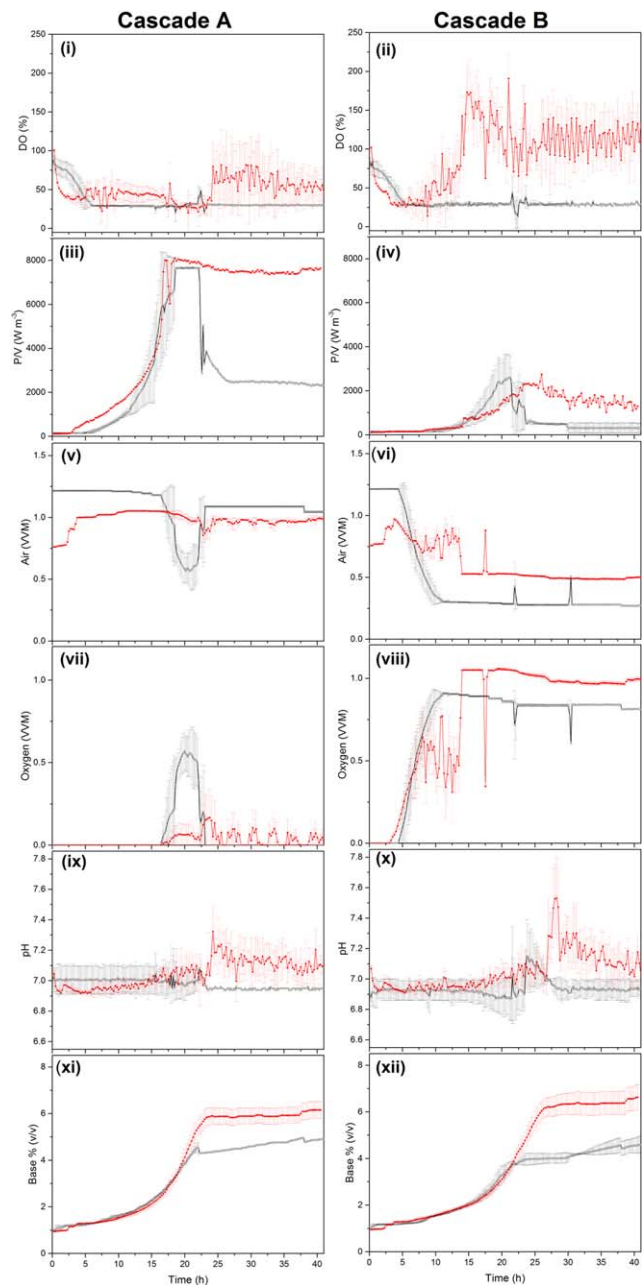 Cascade A Cascade B
(i) (ii)
250 250
200 200
150 150
100 100
50 50
0 0
DO (%) DO (%)
(iii) (iv)
8000 8000
6000 6000
4000 4000
2000 2000
0 0
P/V (W m⁻³) P/V (W m⁻³)
(v) (vi)
1.5 1.5
1.0 1.0
0.5 0.5
0.0 0.0
Air (VVM) Air (VVM)
(vii) (viii)
1.0 1.0
0.5 0.5
0.0 0.0
Oxygen (VVM) Oxygen (VVM)
(ix) (x)
7.8 7.8
7.6 7.6
7.4 7.4
7.2 7.2
7.0 7.0
6.8 6.8
6.6 6.6
pH pH
(xi) (xii)
8 8
6 6
4 4
2 2
0 0
Base % (v/v) Base % (v/v)
0 5 10 15 20 25 30 35 40 0 5 10 15 20 25 30 35 40
Time (h) Time (h)